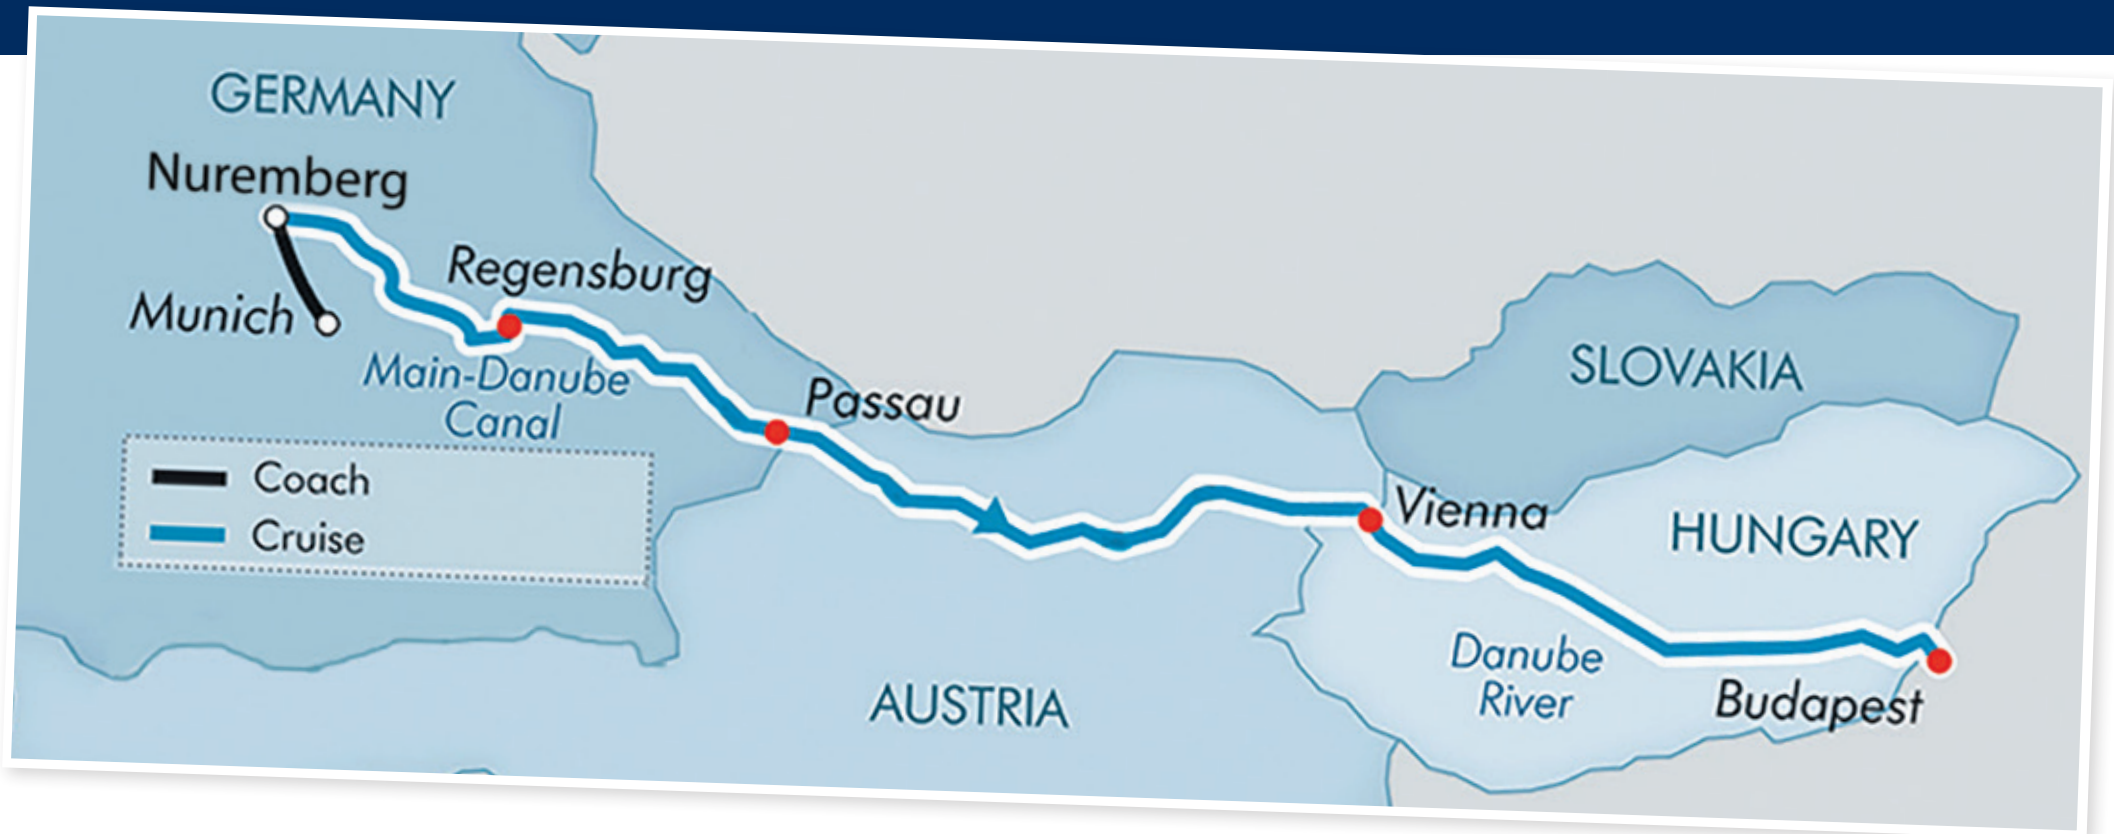 GERMANY
Nuremberg
Regensburg
Munich
Main-Danube
Canal
Passau
Coach
Cruise
SLOVAKIA
Vienna
HUNGARY
Danube
River
Budapest
AUSTRIA